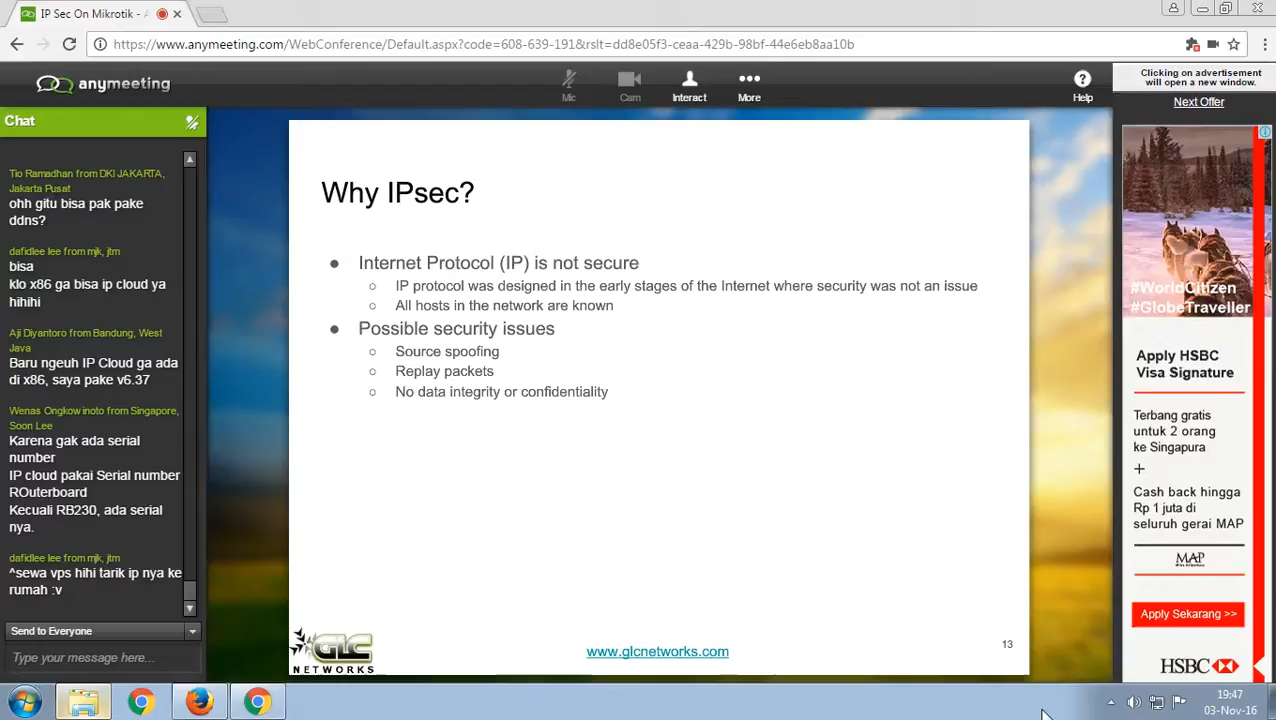 IP Sec On Mikrotik - A
https://www.anymeeting.com/WebConference/Default.aspx?code=608-639-191&rslt=dd8e05f3-ceaa-429b-98bf-44e6eb8aa10b
anymeeting
Mic
Cam
Interact
More
Help
Clicking on advertisement
will open a new window.
Next Offer
Chat
Tio Ramadhan from DKI JAKARTA,
Jakarta Pusat
ohh gitu bisa pak pake
ddns?
dafidlee lee from mjk, jtm
bisa
klo x86 ga bisa ip cloud ya
hihihi
Aji Diyantoro from Bandung, West
Java
Baru ngeuh IP Cloud ga ada
di x86, saya pake v6.37
Wenas Ongkowinoto from Singapore,
Soon Lee
Karena gak ada serial
number
IP cloud pakai Serial number
ROuterboard
Kecuali RB230, ada serial
nya.
dafidlee lee from mjk, jtm
^sewa vps hihi tarik ip nya ke
rumah :v
Send to Everyone
Type your message here...
Why IPsec?
● Internet Protocol (IP) is not secure
○ IP protocol was designed in the early stages of the Internet where security was not an issue
○ All hosts in the network are known
● Possible security issues
○ Source spoofing
○ Replay packets
○ No data integrity or confidentiality
GLC
NETWORKS
www.glcnetworks.com
13
#WorldCitizen
#GlobeTraveller
Apply HSBC
Visa Signature
Terbang gratis
untuk 2 orang
ke Singapura
+
Cash back hingga
Rp 1 juta di
seluruh gerai MAP
MAP
Apply Sekarang >>
HSBC
19:47
03-Nov-16